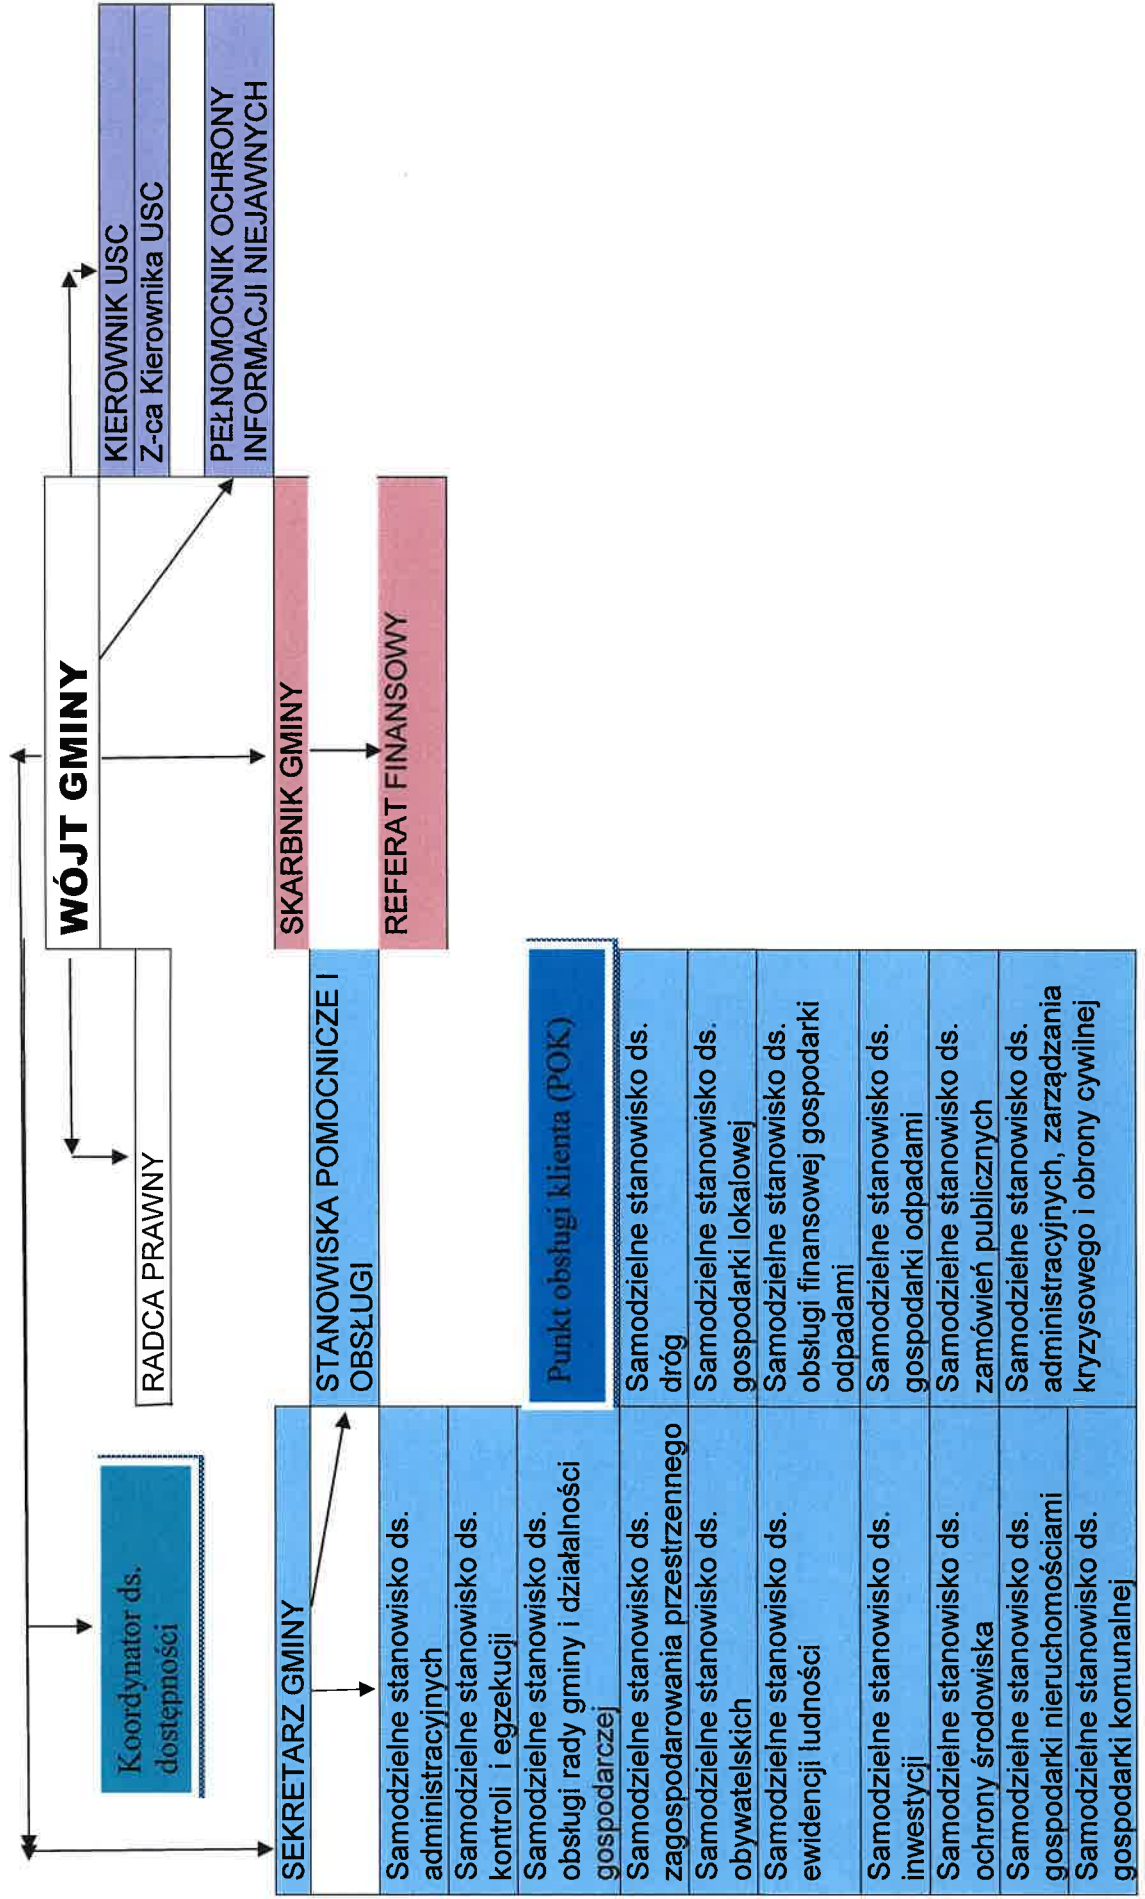 WÓJT GMINY
KIEROWNIK USC
Z-ca Kierownika USC
PEŁNOMOCNIK OCHRONY
INFORMACJI NIEJAWNYCH
RADCA PRAWNY
Koordynator ds.
dostępności
SEKRETARZ GMINY
SKARBNIK GMINY
STANOWISKA POMOCNICZE I
OBSŁUGI
REFERAT FINANSOWY
Samodzielne stanowisko ds.
administracyjnych
Samodzielne stanowisko ds.
kontroli i egzekucji
Samodzielne stanowisko ds.
obsługi rady gminy i działalności
gospodarczej
Punkt obsługi klienta (POK)
Samodzielne stanowisko ds.
zagospodarowania przestrzennego
Samodzielne stanowisko ds.
dróg
Samodzielne stanowisko ds.
obywatelskich
Samodzielne stanowisko ds.
gospodarki lokalowej
Samodzielne stanowisko ds.
ewidencji ludności
Samodzielne stanowisko ds.
obsługi finansowej gospodarki
odpadami
Samodzielne stanowisko ds.
inwestycji
Samodzielne stanowisko ds.
gospodarki odpadami
Samodzielne stanowisko ds.
ochrony środowiska
Samodzielne stanowisko ds.
zamówień publicznych
Samodzielne stanowisko ds.
gospodarki nieruchomościami
Samodzielne stanowisko ds.
gospodarki komunalnej
Samodzielne stanowisko ds.
administracyjnych, zarządzania
kryzysowego i obrony cywilnej